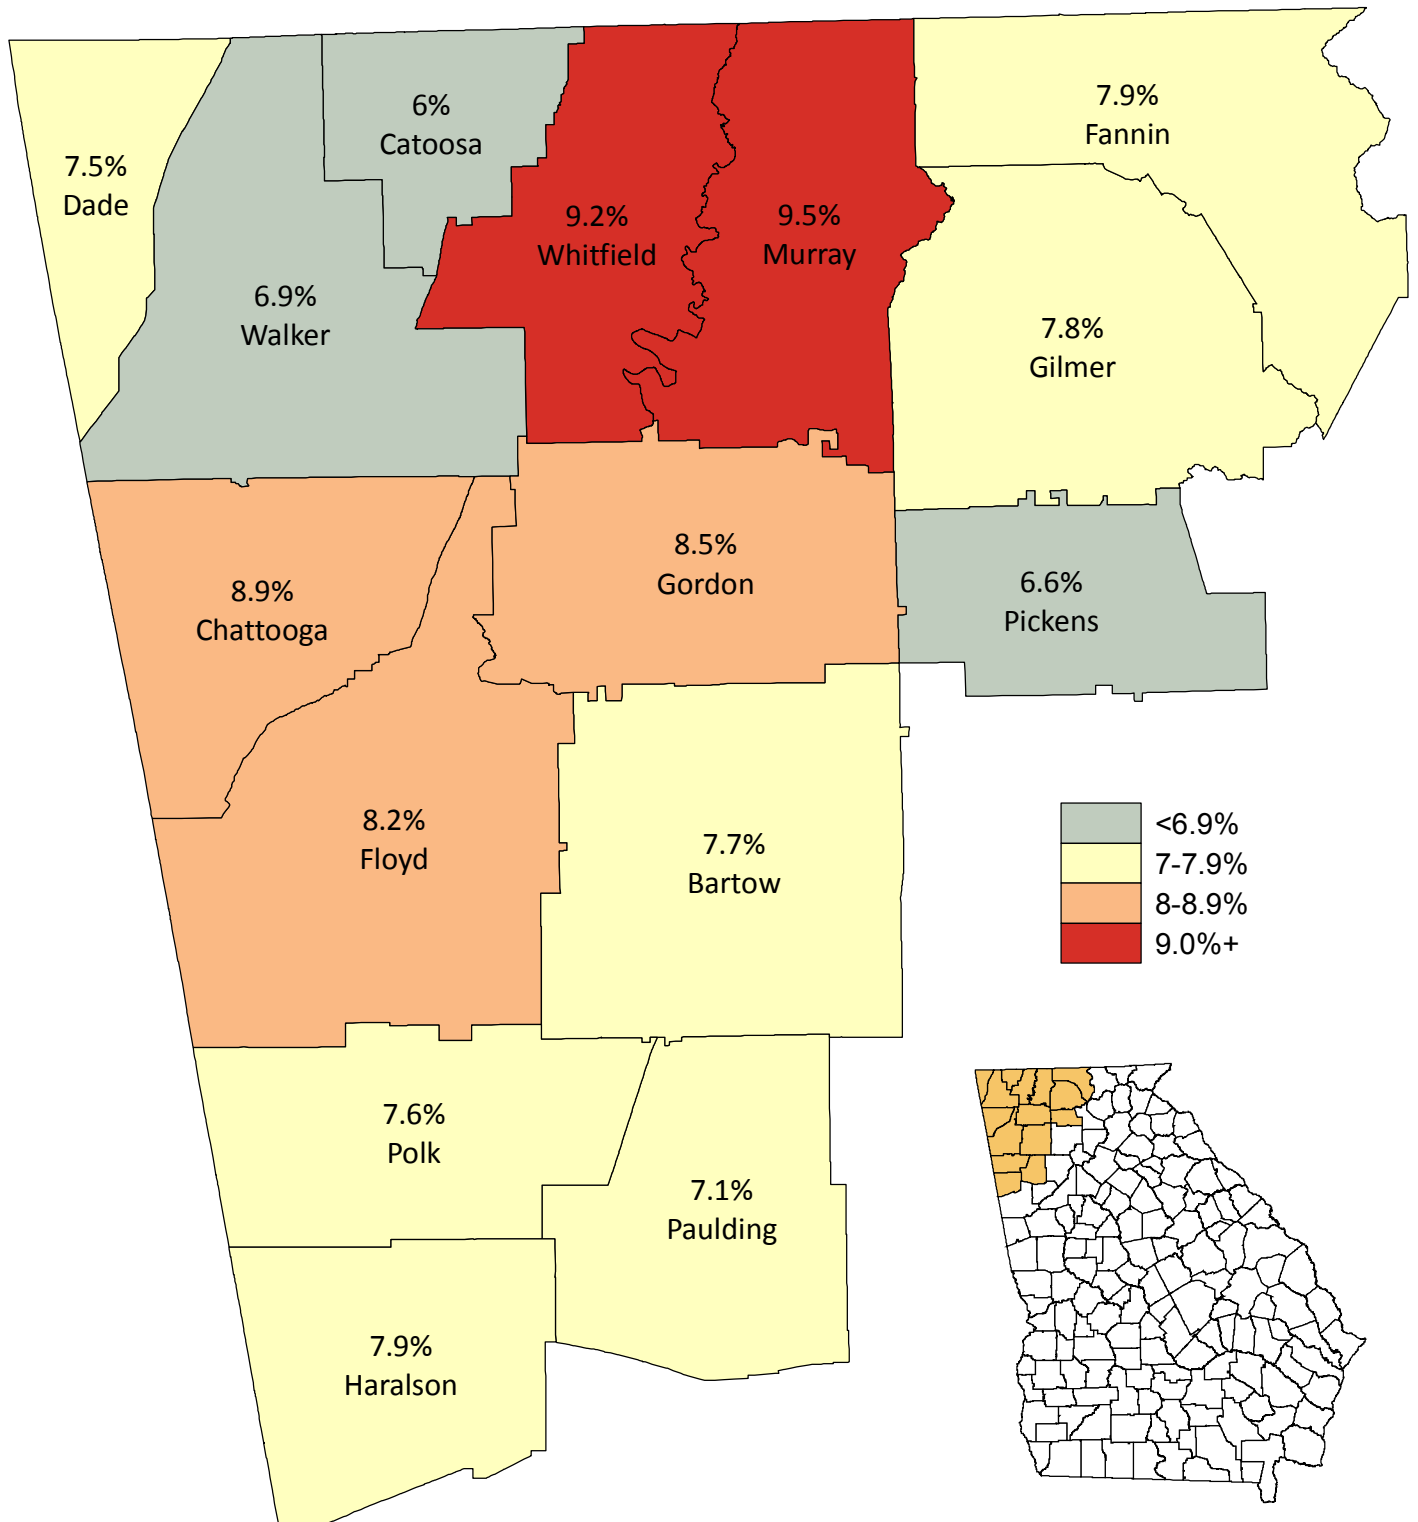 7.9%
Fannin
6%
Catoosa
7.5%
Dade
9.2%
Whitfield
9.5%
Murray
6.9%
Walker
7.8%
Gilmer
8.5%
Gordon
8.9%
Chattooga
6.6%
Pickens
8.2%
Floyd
7.7%
Bartow
<6.9%
7-7.9%
8-8.9%
9.0%+
7.6%
Polk
7.1%
Paulding
7.9%
Haralson